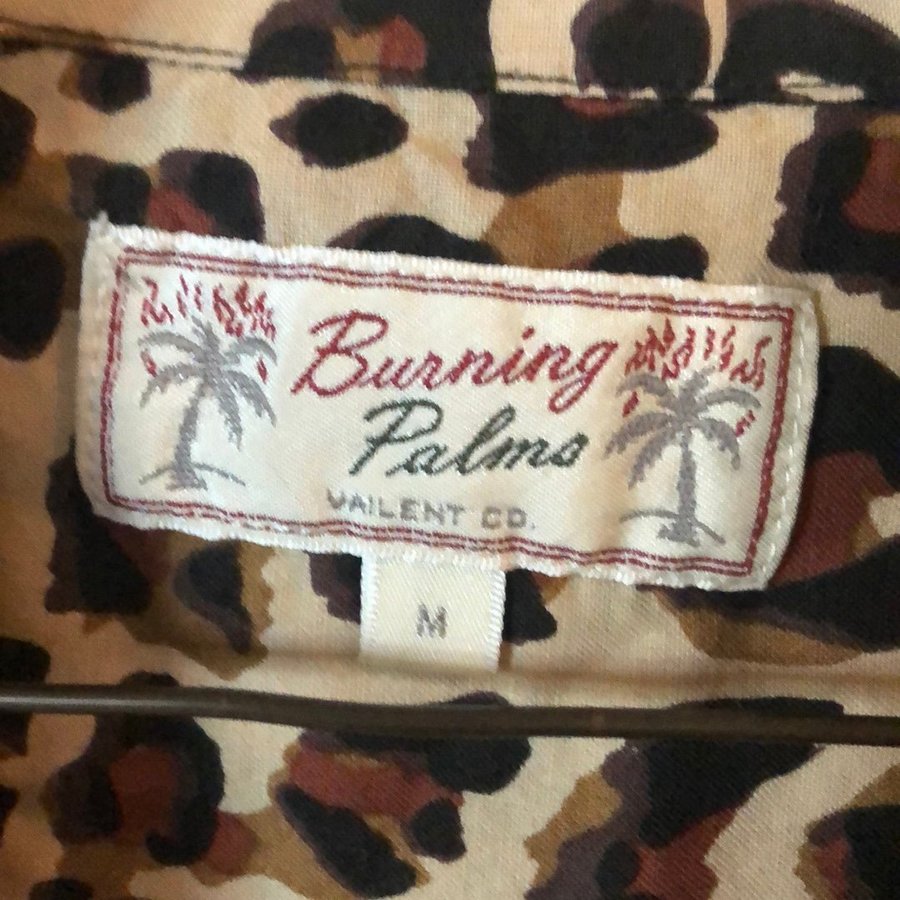 Burning
Palms
VAILENT CO.
M